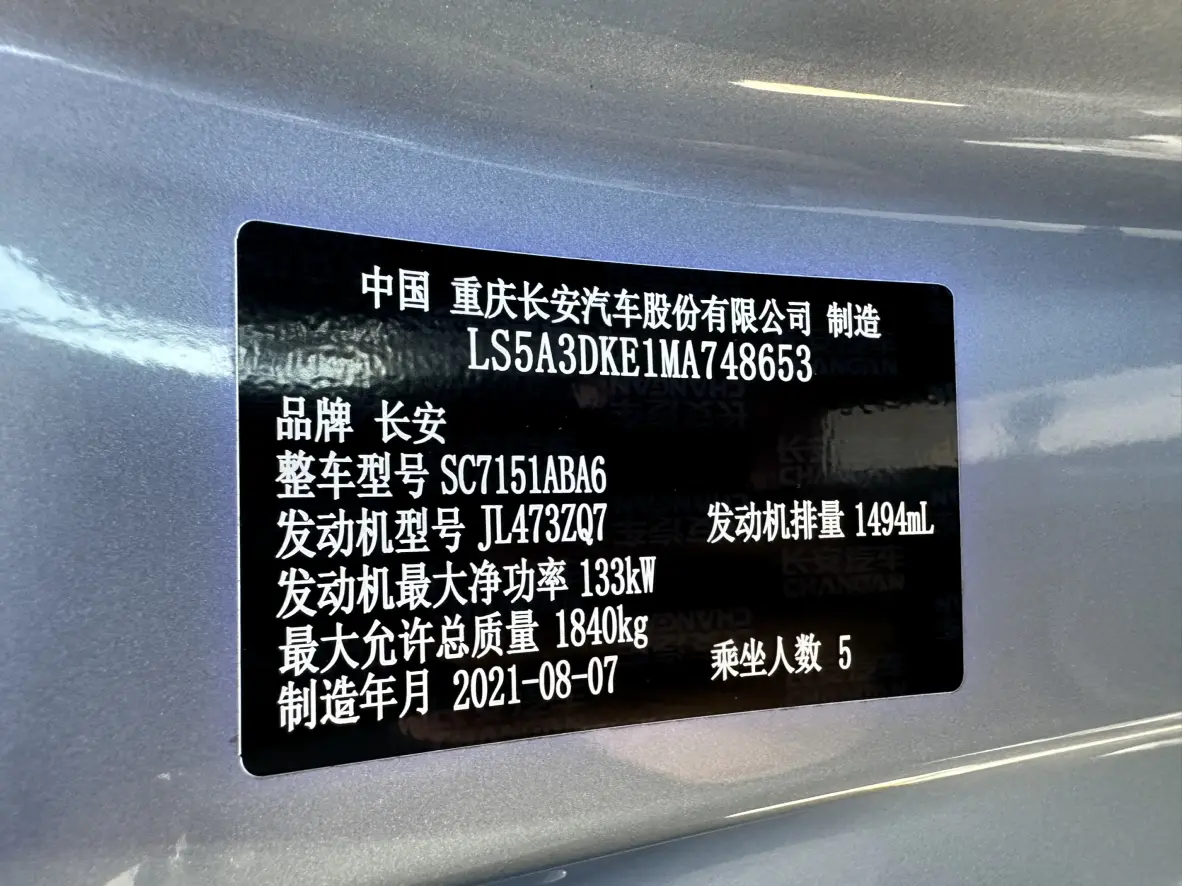 中国 重庆长安汽车股份有限公司 制造
LS5A3DKE1MA748653
品牌 长安
整车型号 SC7151ABA6
发动机型号 JL473ZQ7 发动机排量 1494mL
发动机最大净功率 133kW
最大允许总质量 1840kg
制造年月 2021-08-07 乘坐人数 5